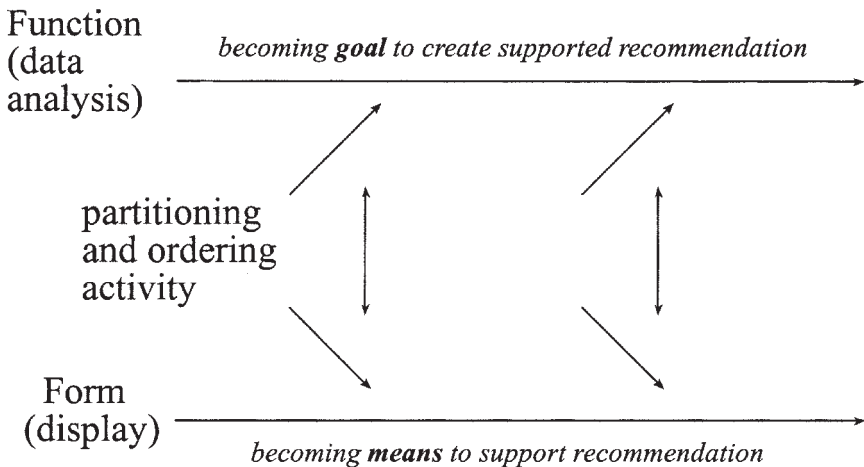 Function
(data
analysis)
becoming goal to create supported recommendation
partitioning
and ordering
activity
Form
(display)
becoming means to support recommendation